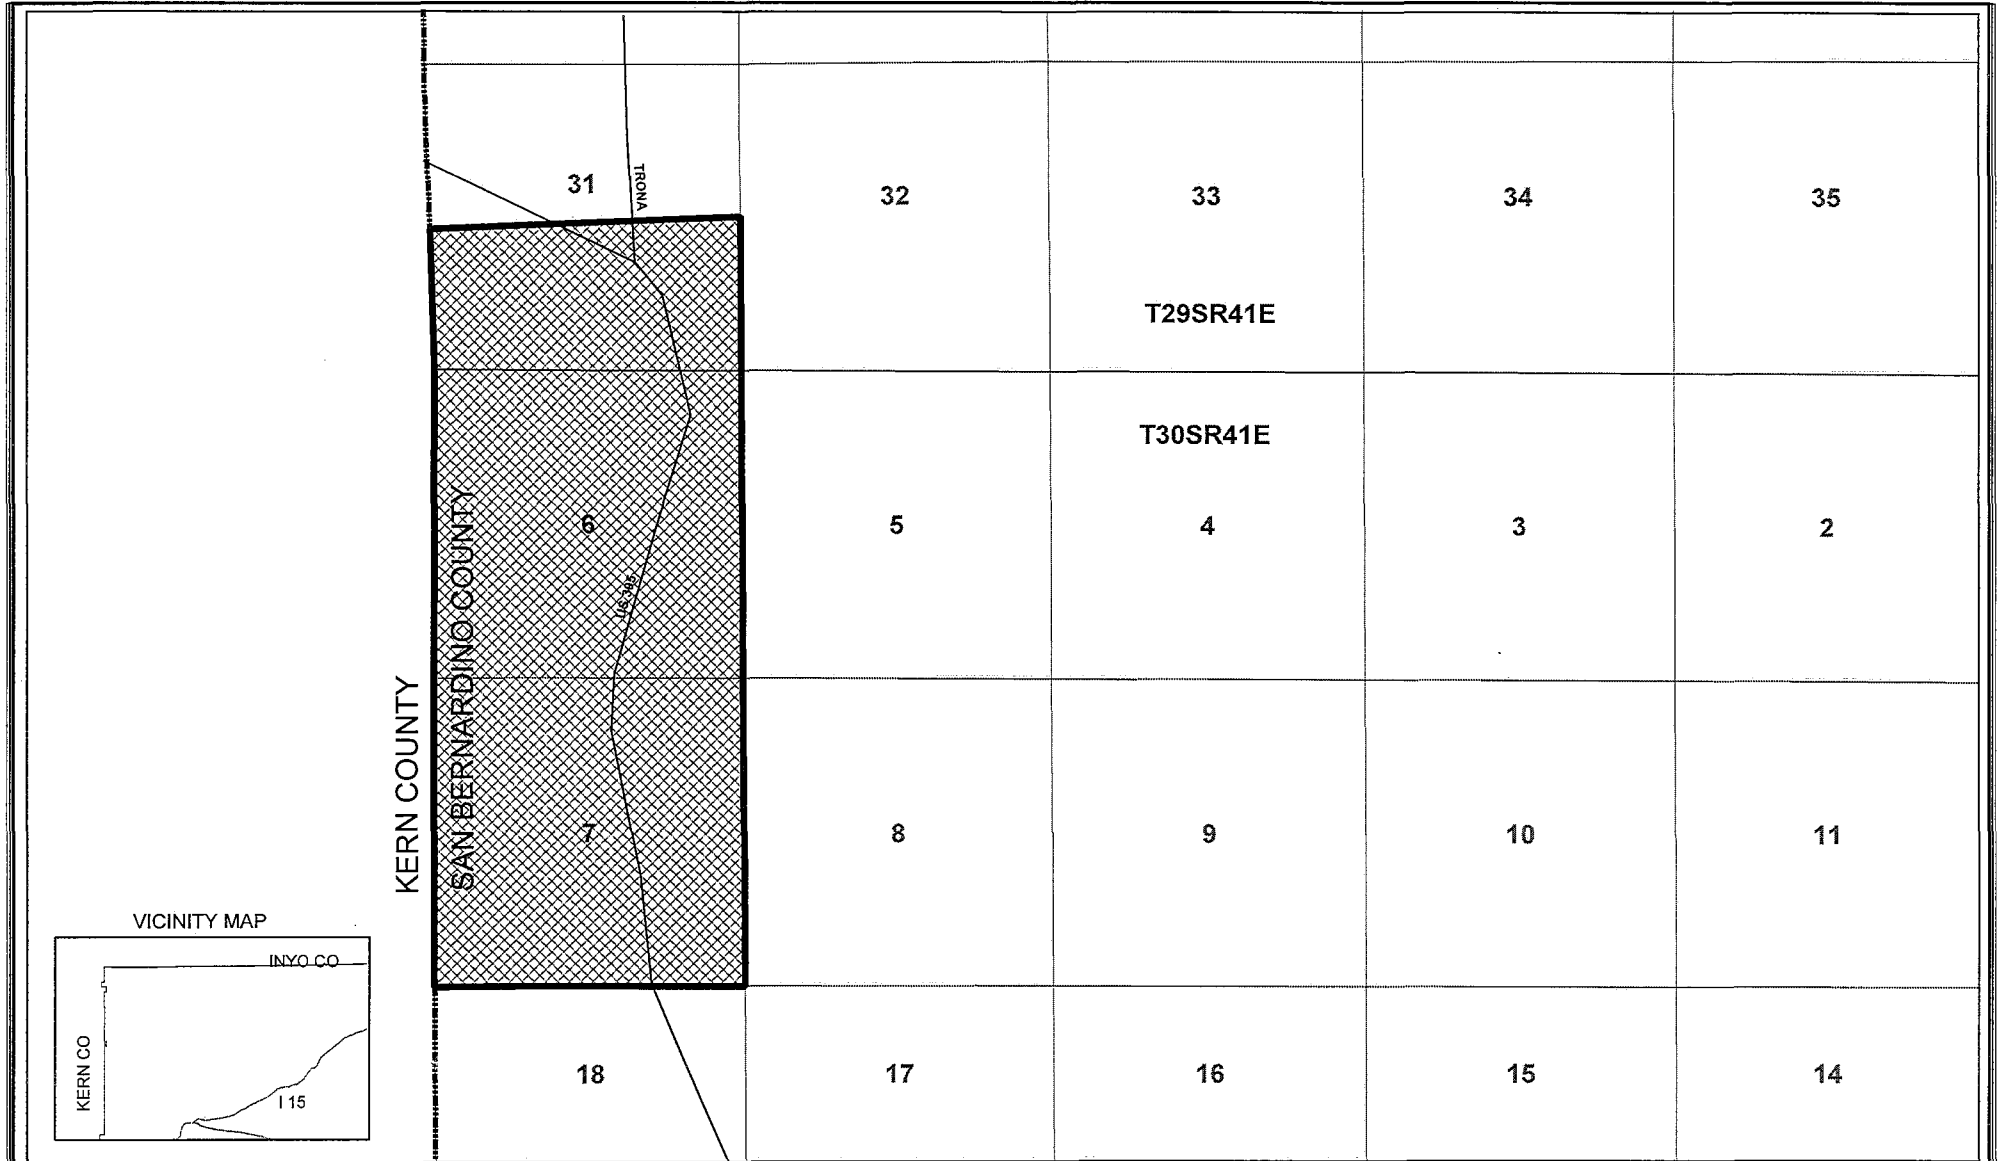 31
TRONA
32
33
34
35
T29SR41E
T30SR41E
6
5
4
3
2
US 395
KERN COUNTY
SAN BERNARDINO COUNTY
7
8
9
10
11
VICINITY MAP
INYO CO
KERN CO
I 15
18
17
16
15
14